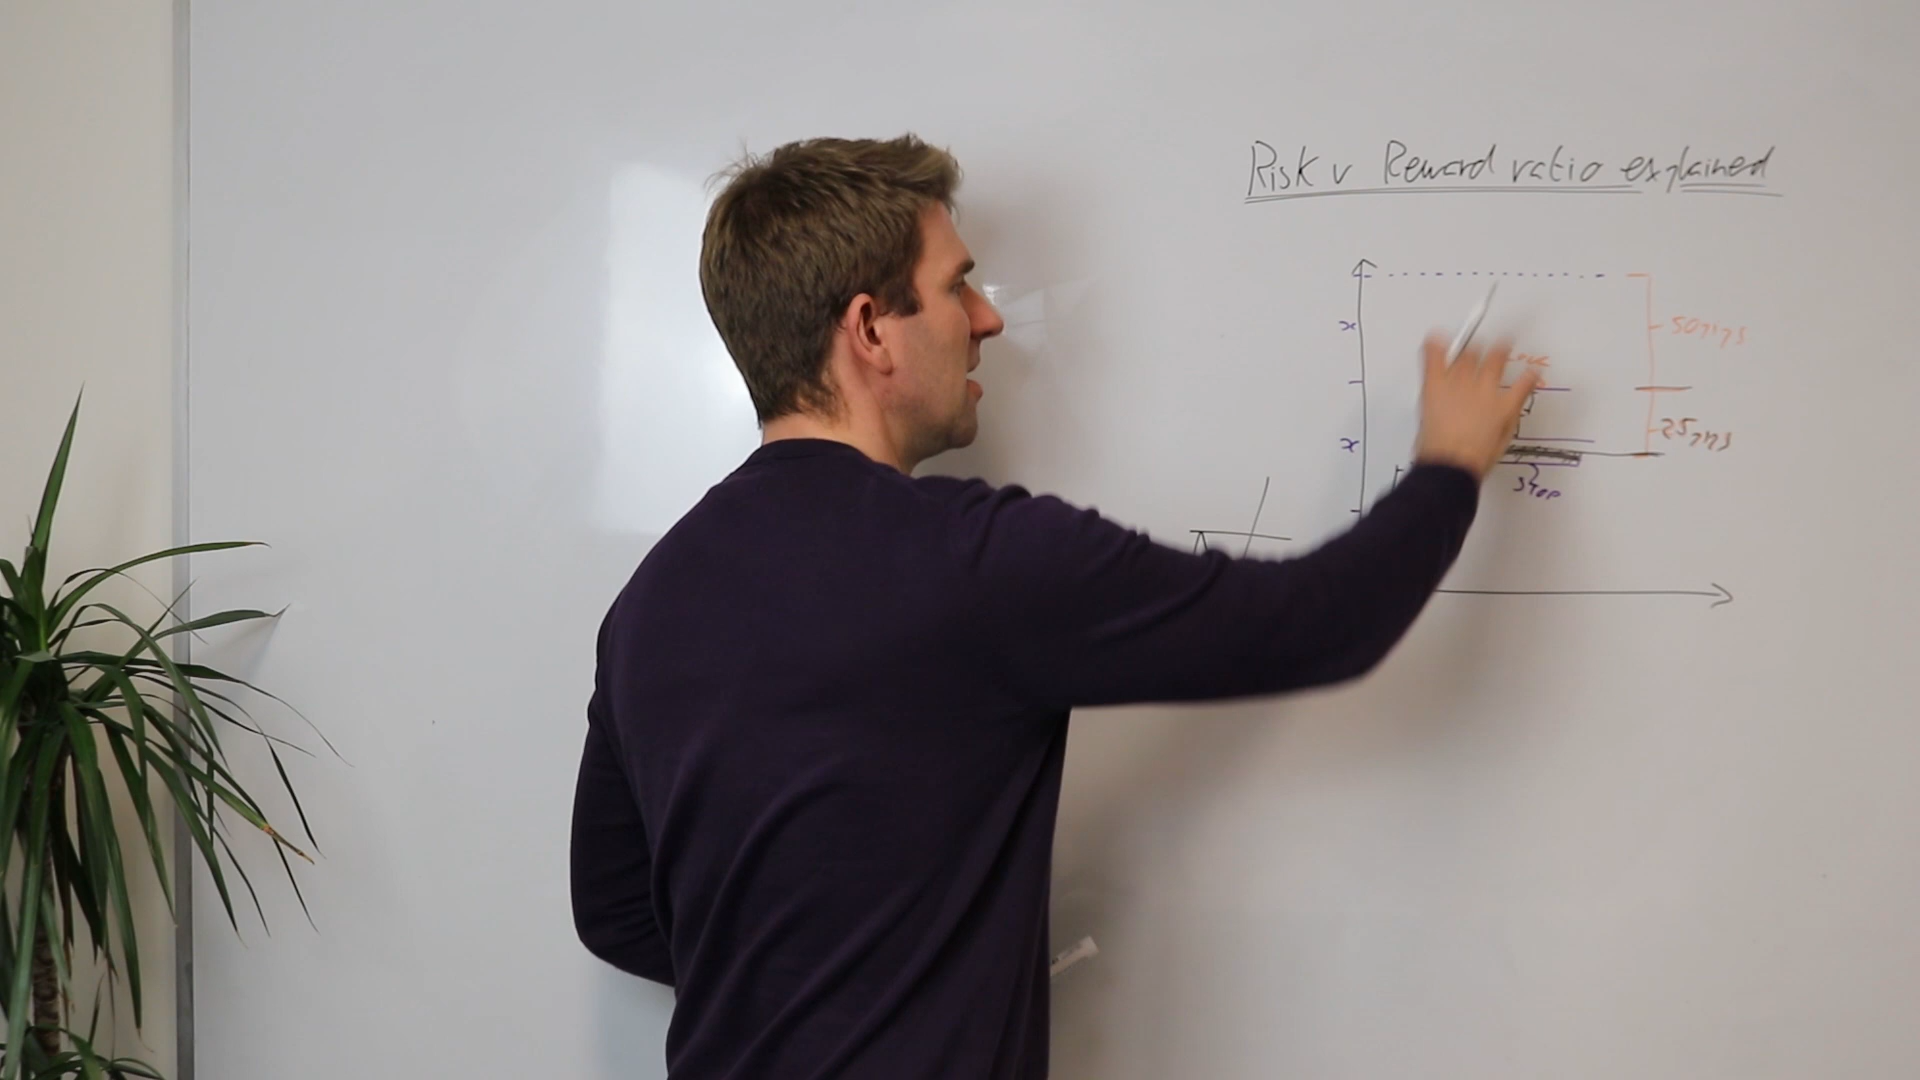 Risk v Reward ratio explained
x
50pips
x
25pips
STOP